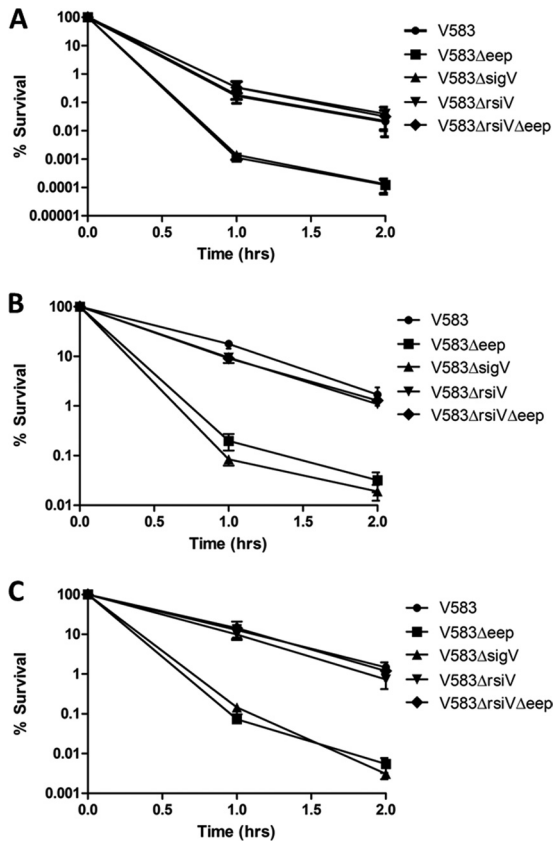 A
% Survival
100
10
1
0.1
0.01
0.001
0.0001
0.00001
0.0 0.5 1.0 1.5 2.0
Time (hrs)
V583
V583Δeep
V583ΔsigV
V583ΔrsiV
V583ΔrsiVΔeep
B
% Survival
100
10
1
0.1
0.01
0.0 0.5 1.0 1.5 2.0
Time (hrs)
V583
V583Δeep
V583ΔsigV
V583ΔrsiV
V583ΔrsiVΔeep
C
% Survival
100
10
1
0.1
0.01
0.001
0.0 0.5 1.0 1.5 2.0
Time (hrs)
V583
V583Δeep
V583ΔsigV
V583ΔrsiV
V583ΔrsiVΔeep